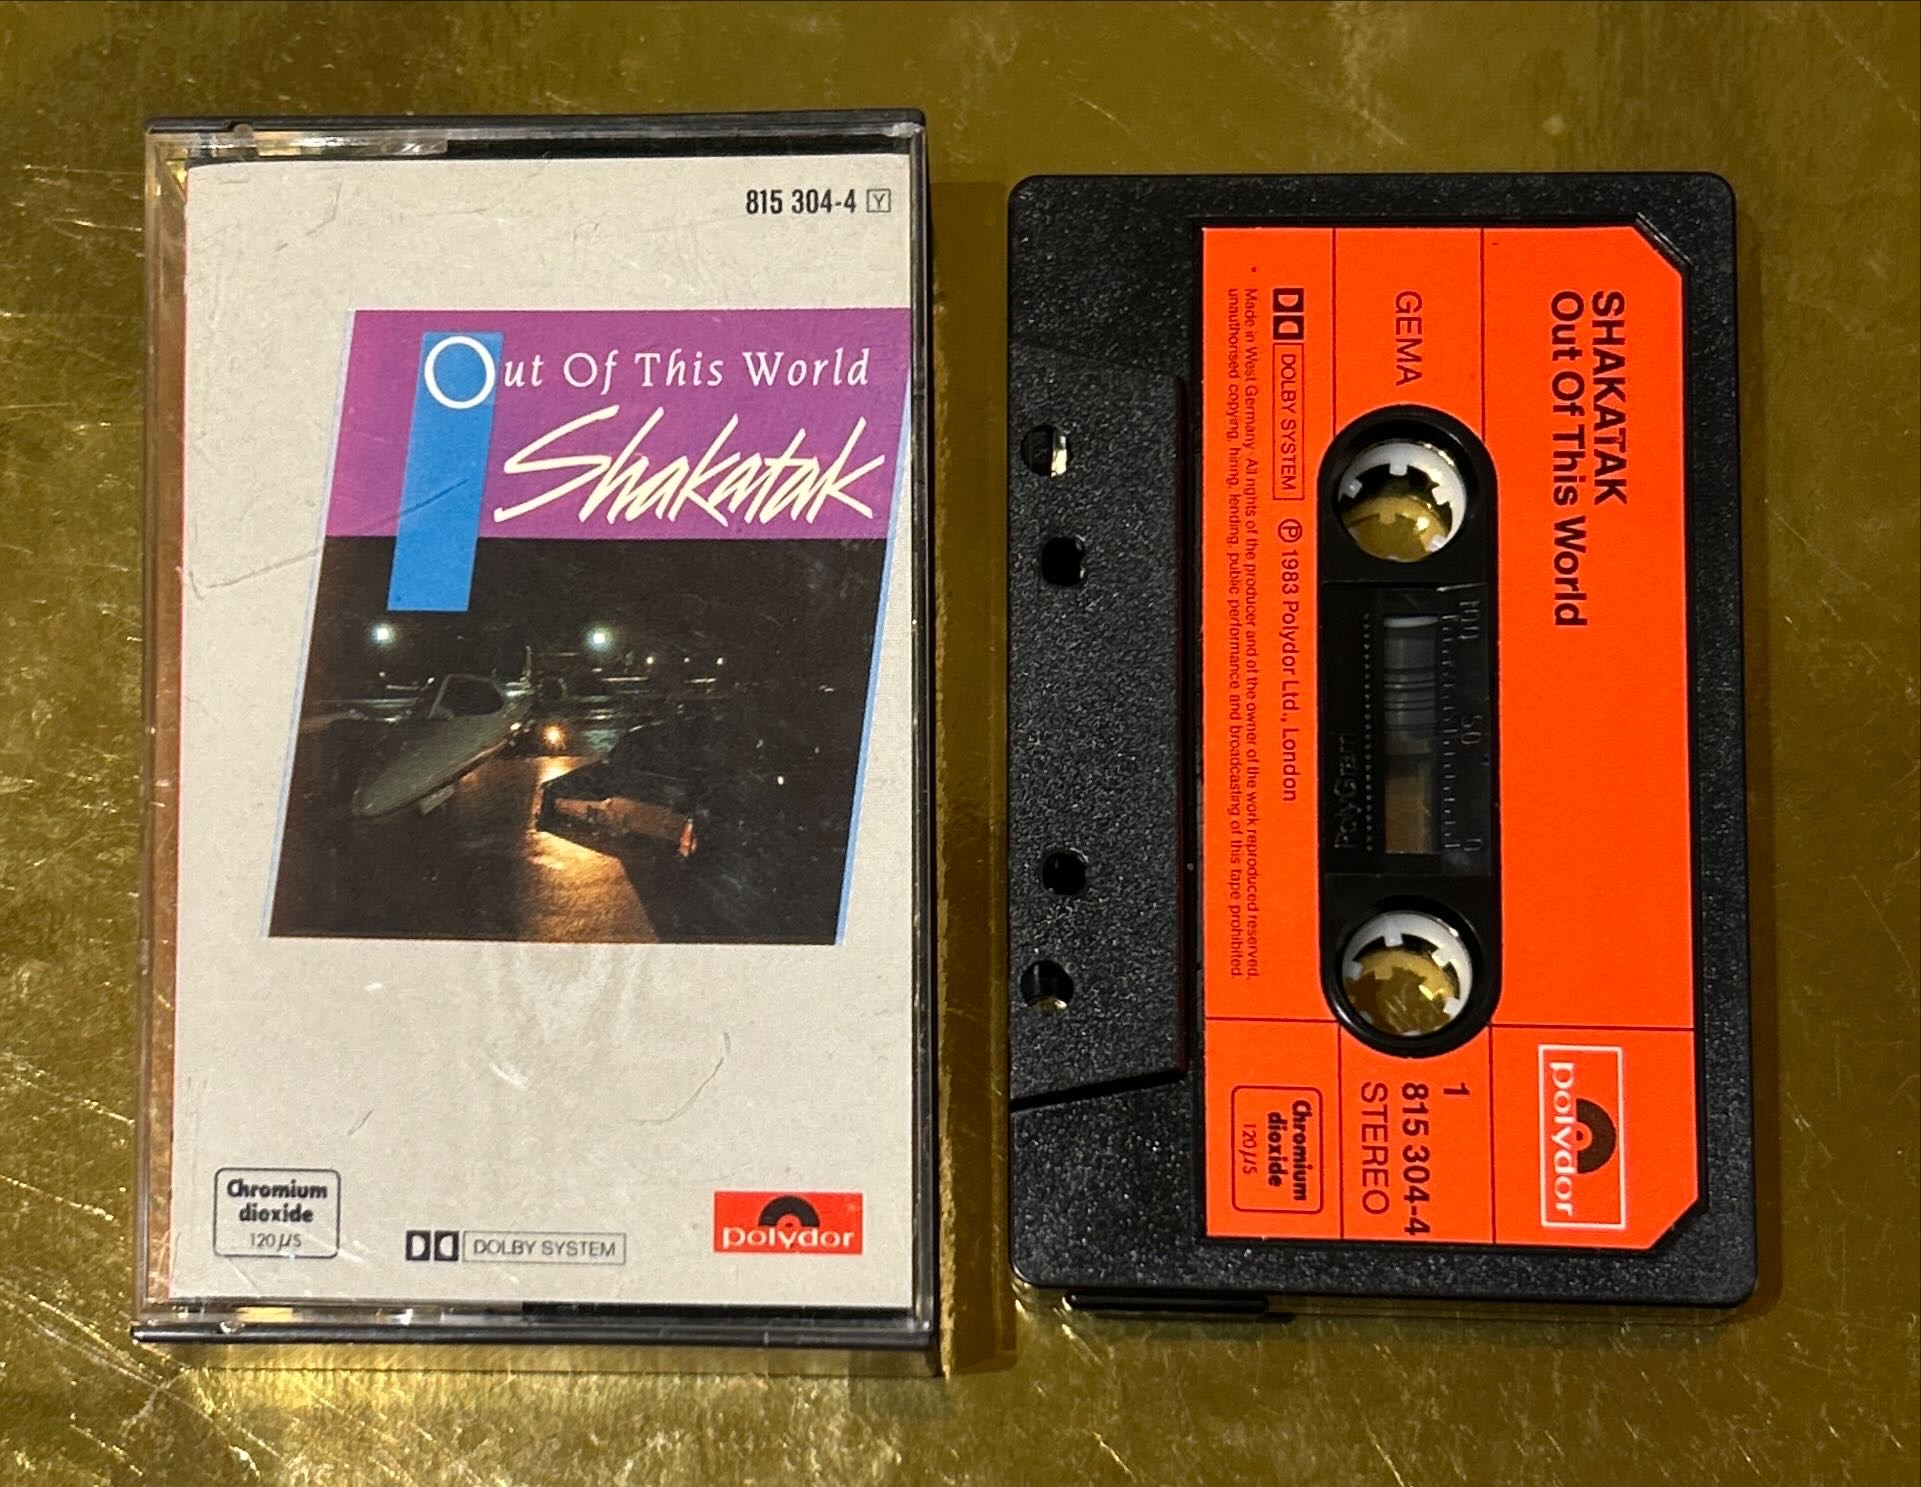 815 304-4 Y
Out Of This World
Shakatak
Chromium
dioxide
120 µs
DOLBY SYSTEM
polydor
SHAKATAK
Out Of This World
GEMA
DOLBY SYSTEM ℗ 1983 Polydor Ltd., London
Made in West Germany. All rights of the producer and of the owner of the work reproduced reserved.
unauthorised copying, hiring, lending, public performance and broadcasting of this tape prohibited.
100 50 0
PolyGram
polydor
1
815 304-4
STEREO
Chromium
dioxide
120 µs